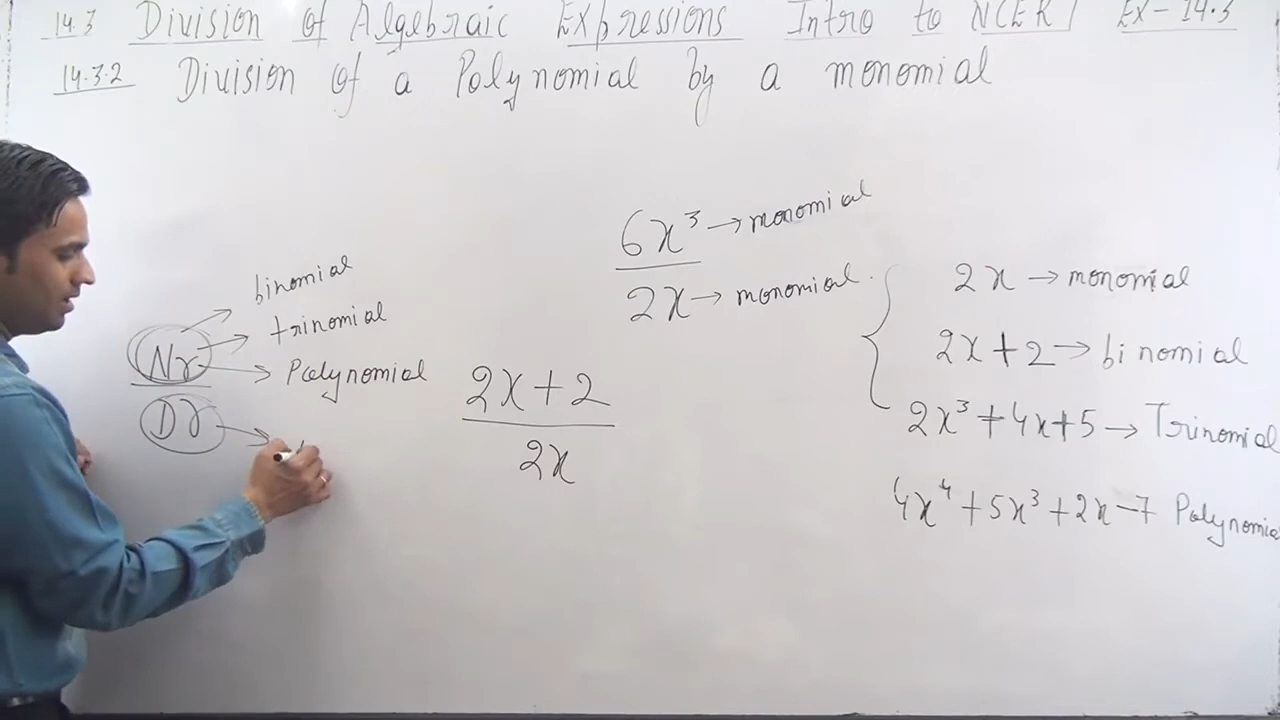 14.3 Division of Algebraic Expressions Intro to NCERT Ex-14.3
14.3.2 Division of a Polynomial by a monomial
6x³ → monomial
2x → monomial
binomial
trinomial
Nr
Polynomial
Dr
2x+2
2x
2x → monomial
2x+2 → binomial
2x³+4x+5 → Trinomial
4x⁴+5x³+2x-7 Polynomia